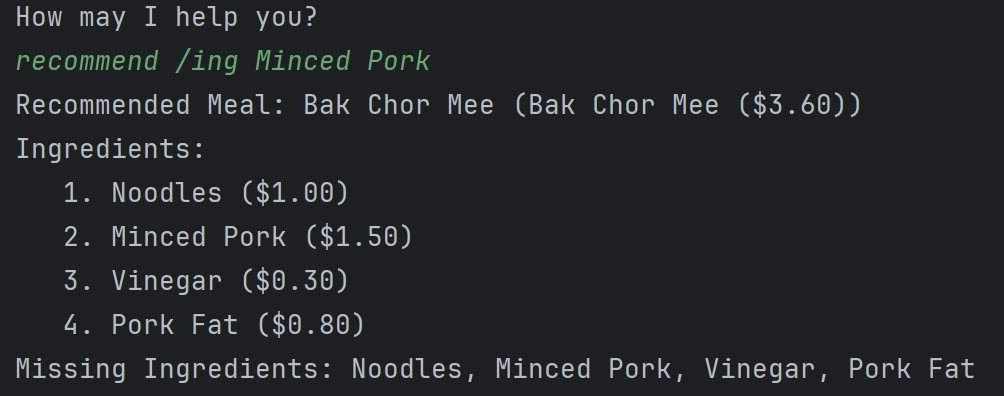 How may I help you?
recommend /ing Minced Pork
Recommended Meal: Bak Chor Mee (Bak Chor Mee ($3.60))
Ingredients:
   1. Noodles ($1.00)
   2. Minced Pork ($1.50)
   3. Vinegar ($0.30)
   4. Pork Fat ($0.80)
Missing Ingredients: Noodles, Minced Pork, Vinegar, Pork Fat